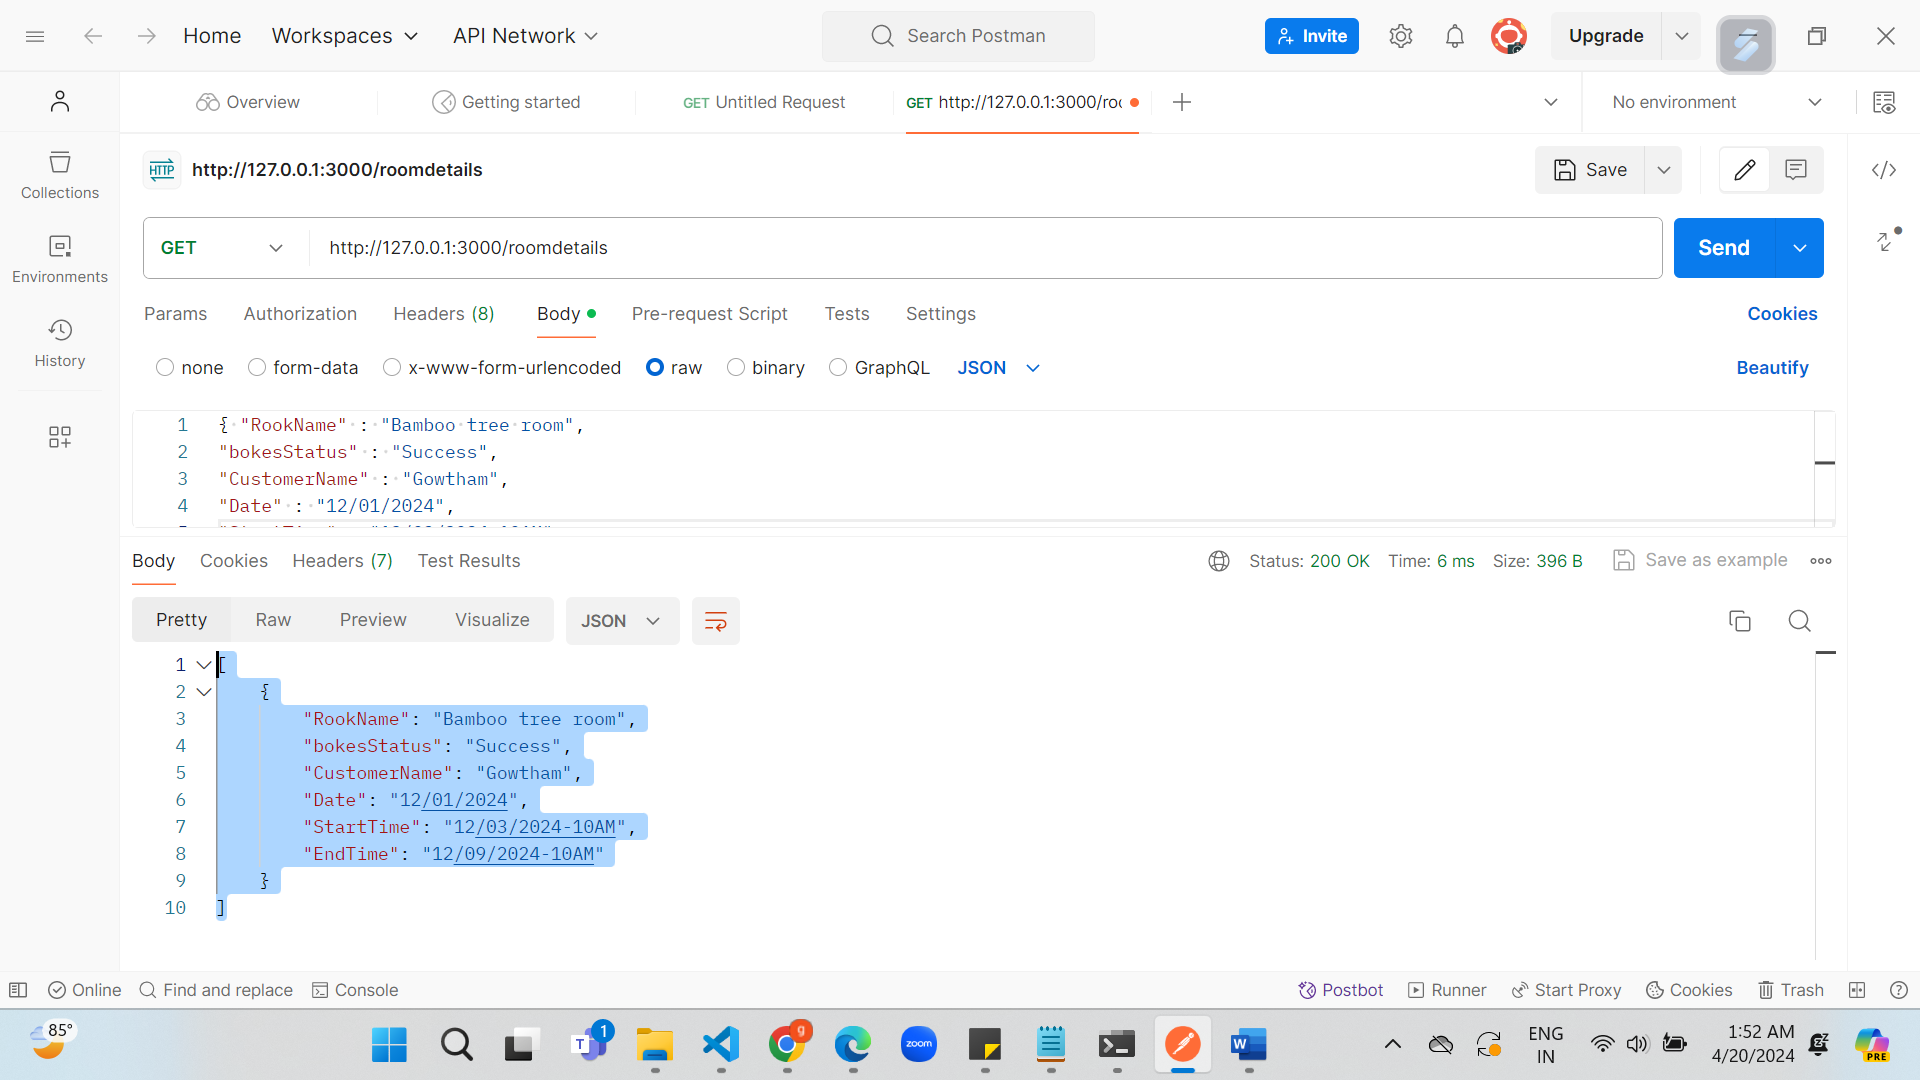 Home
Workspaces
API Network
Search Postman
Invite
Upgrade
Overview
Getting started
GET Untitled Request
GET http://127.0.0.1:3000/roo
No environment
HTTP
http://127.0.0.1:3000/roomdetails
Save
Collections
Environments
History
GET
http://127.0.0.1:3000/roomdetails
Send
Params
Authorization
Headers (8)
Body
Pre-request Script
Tests
Settings
Cookies
none
form-data
x-www-form-urlencoded
raw
binary
GraphQL
JSON
Beautify
1 { "RookName" : "Bamboo tree room",
2 "bokesStatus" : "Success",
3 "CustomerName" : "Gowtham",
4 "Date" : "12/01/2024",
Body
Cookies
Headers (7)
Test Results
Status: 200 OK
Time: 6 ms
Size: 396 B
Save as example
Pretty
Raw
Preview
Visualize
JSON
1 [
2 {
3 "RookName": "Bamboo tree room",
4 "bokesStatus": "Success",
5 "CustomerName": "Gowtham",
6 "Date": "12/01/2024",
7 "StartTime": "12/03/2024-10AM",
8 "EndTime": "12/09/2024-10AM"
9 }
10 ]
Online
Find and replace
Console
Postbot
Runner
Start Proxy
Cookies
Trash
85°
T
1
g
zoom
W
ENG
IN
1:52 AM
4/20/2024
PRE